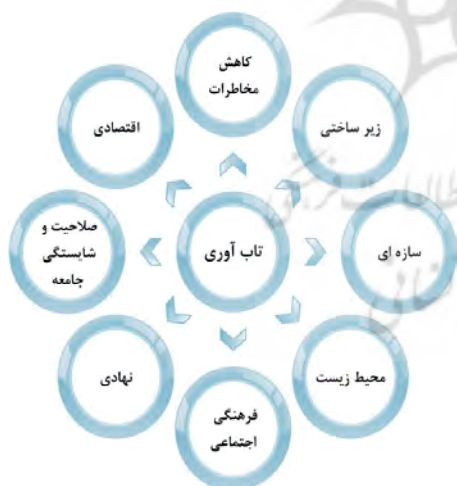 کاهش
مخاطرات
زیر ساختی
اقتصادی
سازه ای
تاب آوری
صلاحیت و
شایستگی
جامعه
محیط زیست
نهادی
فرهنگی
اجتماعی